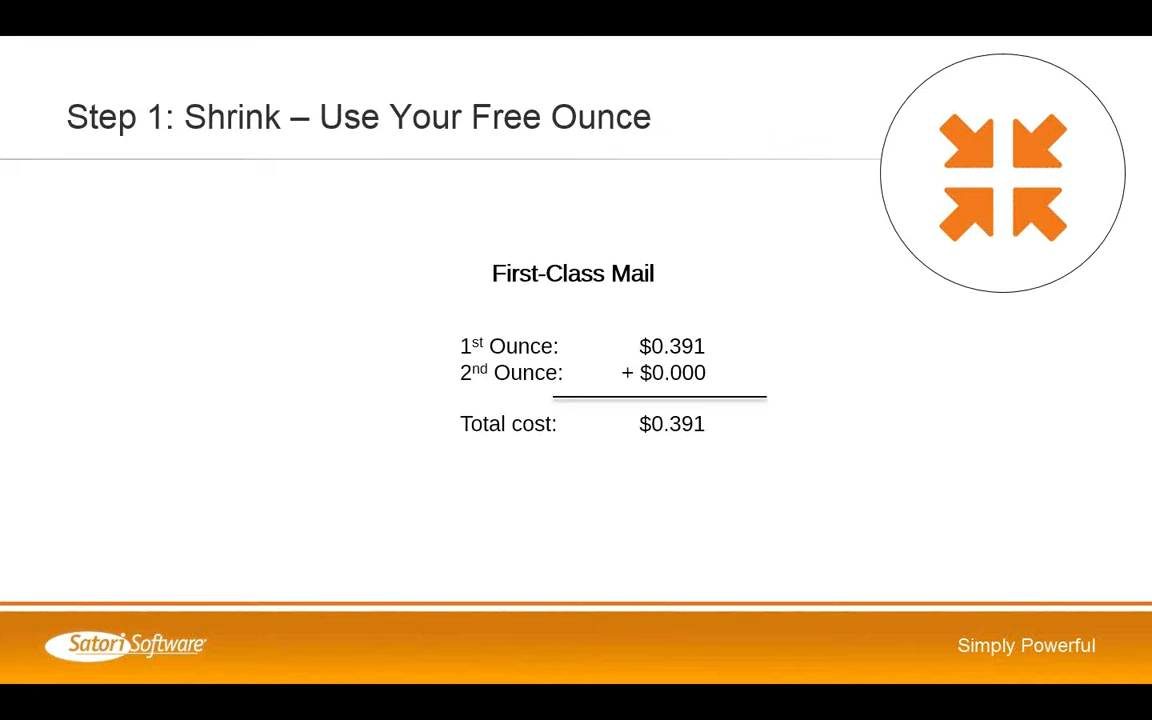 Step 1: Shrink – Use Your Free Ounce
First-Class Mail
1st Ounce: $0.391
2nd Ounce: + $0.000
Total cost: $0.391
Satori Software
Simply Powerful